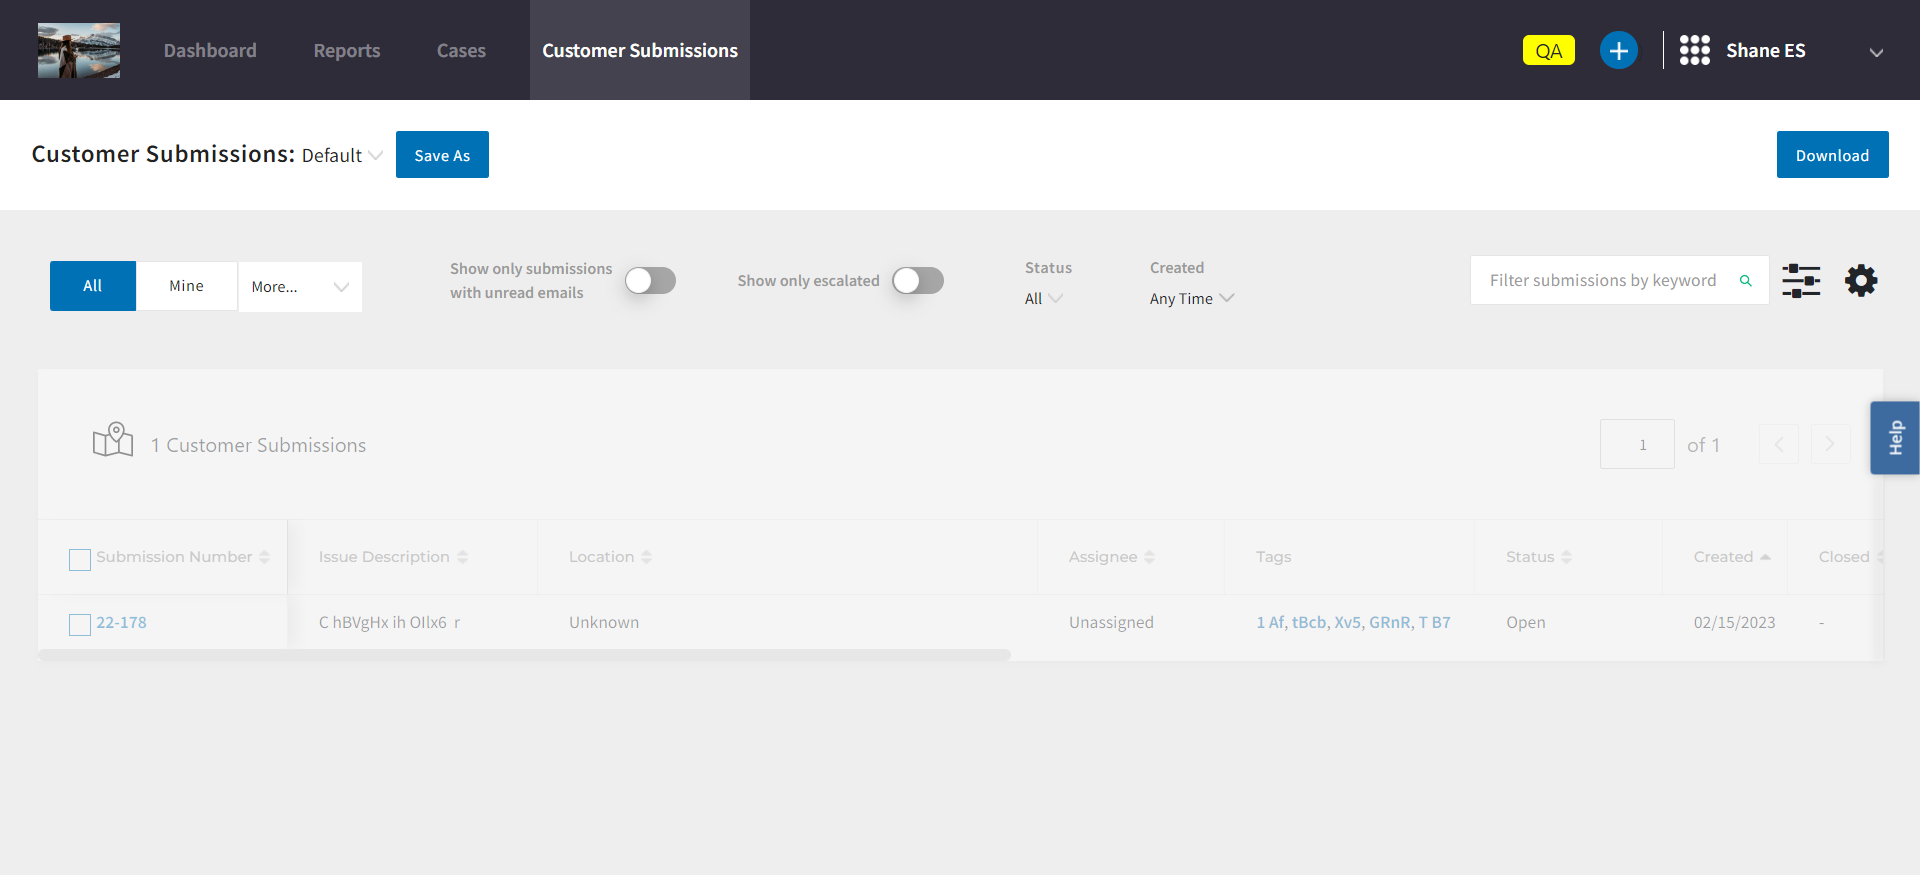 Dashboard
Reports
Cases
Customer Submissions
QA
Shane ES
Customer Submissions: Default
Save As
Download
All
Mine
More...
Show only submissions
with unread emails
Show only escalated
Status
All
Created
Any Time
Filter submissions by keyword
Help
1 Customer Submissions
1
of 1
Submission Number
Issue Description
Location
Assignee
Tags
Status
Created
Closed
22-178
C hBVgHx ih OIlx6 r
Unknown
Unassigned
1 Af, tBcb, Xv5, GRnR, T B7
Open
02/15/2023
-